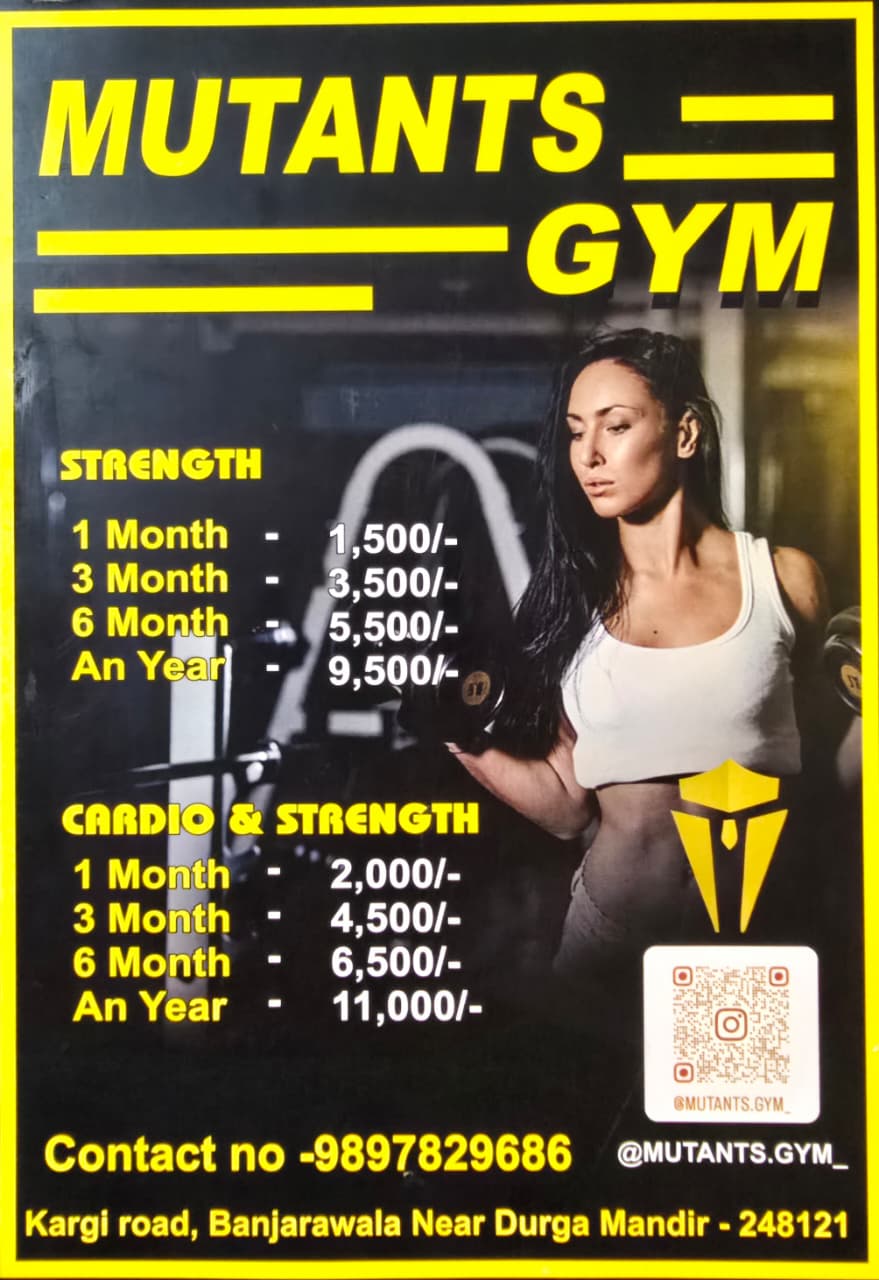 MUTANTS
GYM
STRENGTH
1 Month - 1,500/-
3 Month - 3,500/-
6 Month - 5,500/-
An Year - 9,500/-
CARDIO & STRENGTH
1 Month - 2,000/-
3 Month - 4,500/-
6 Month - 6,500/-
An Year - 11,000/-
@MUTANTS.GYM_
Contact no -9897829686
@MUTANTS.GYM_
Kargi road, Banjarawala Near Durga Mandir - 248121